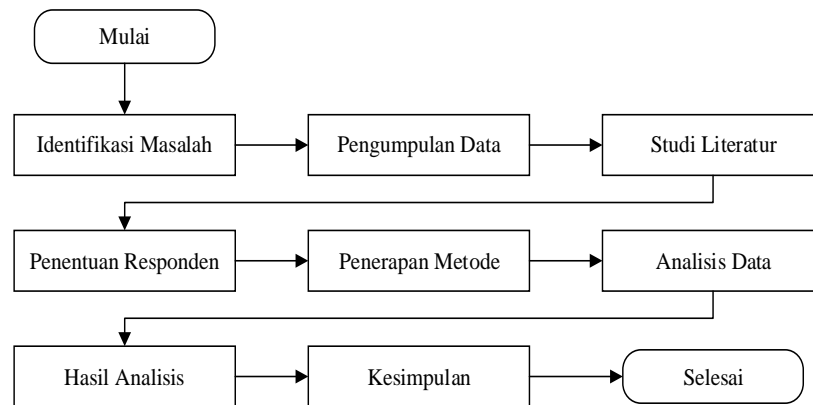 Mulai
Identifikasi Masalah
Pengumpulan Data
Studi Literatur
Penentuan Responden
Penerapan Metode
Analisis Data
Hasil Analisis
Kesimpulan
Selesai